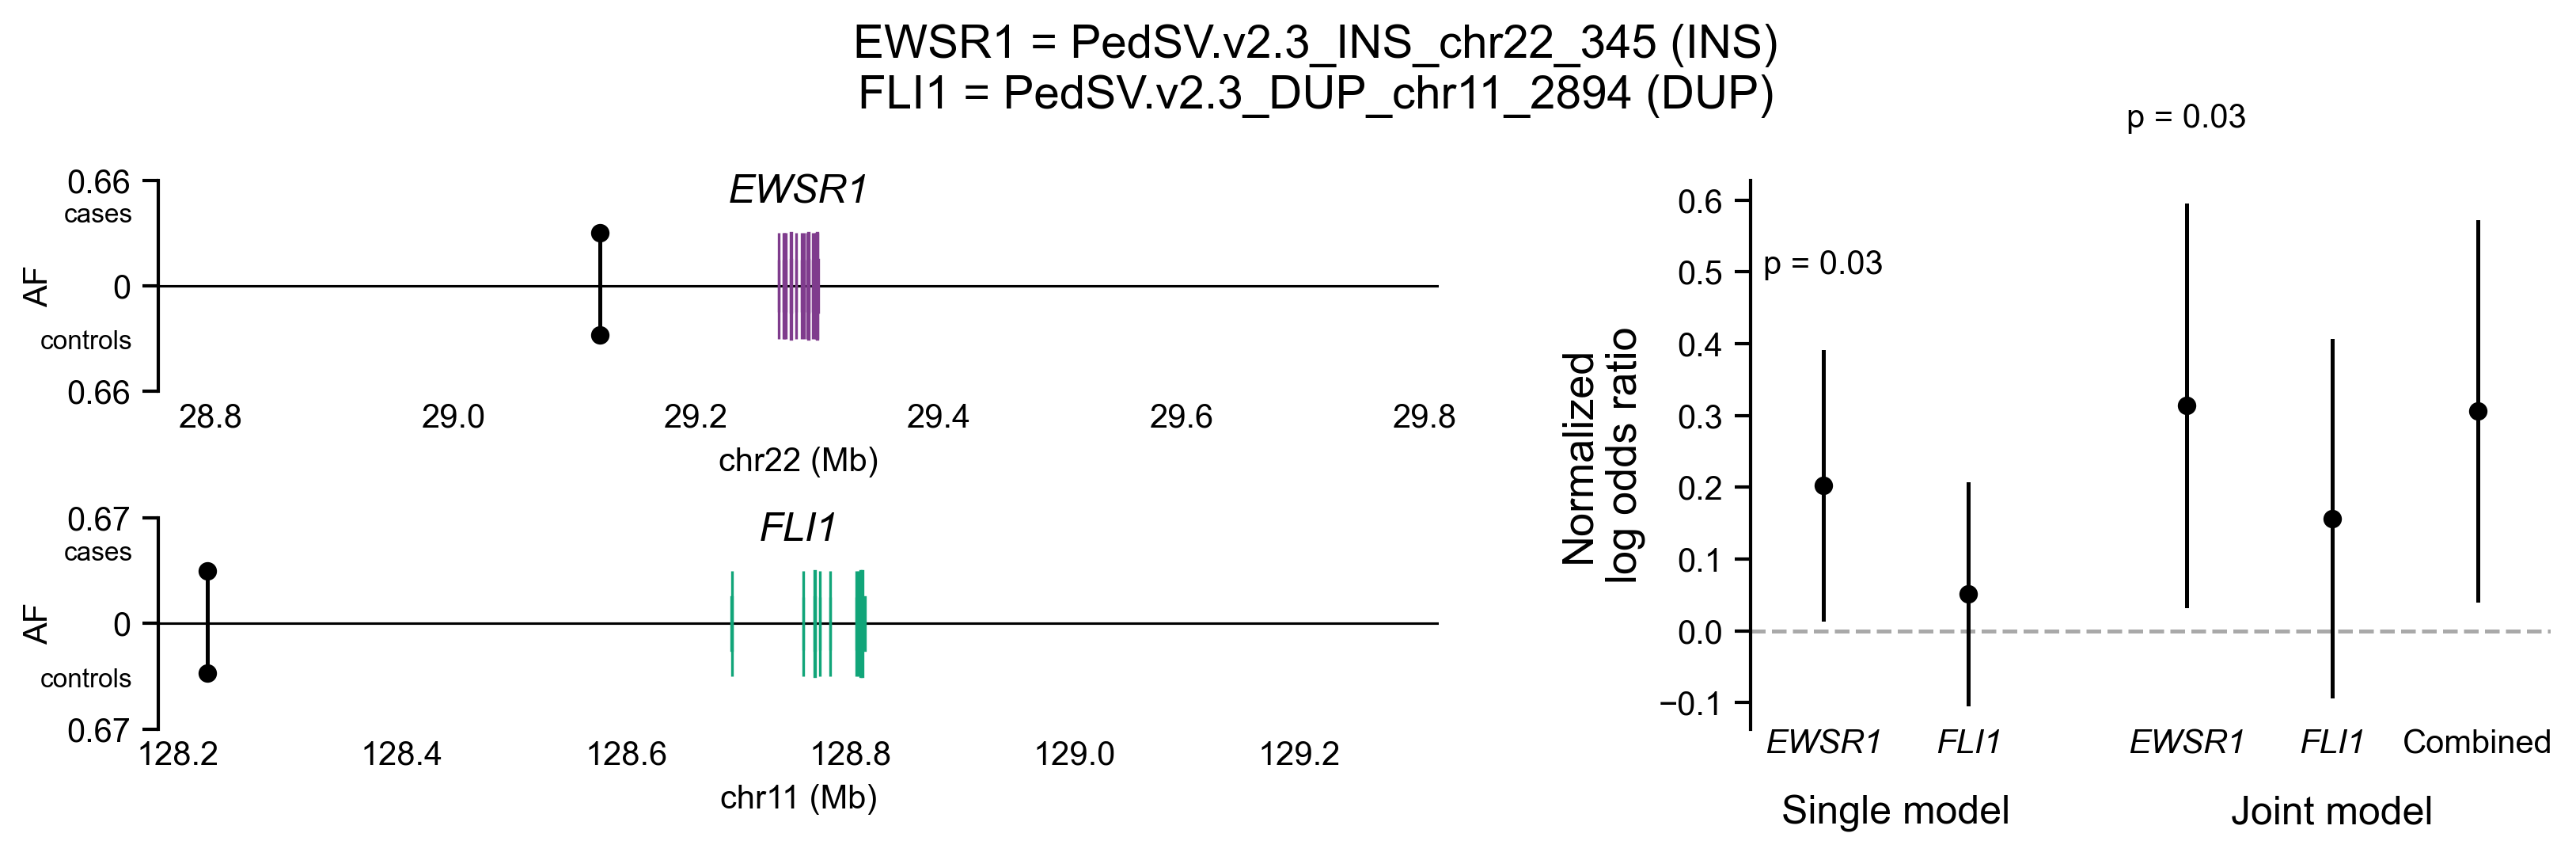 EWSR1 = PedSV.v2.3_INS_chr22_345 (INS)
FLI1 = PedSV.v2.3_DUP_chr11_2894 (DUP)
EWSR1
0.66
cases
0
controls
0.66
AF
28.8 29.0 29.2 29.4 29.6 29.8
chr22 (Mb)
FLI1
0.67
cases
0
controls
0.67
AF
128.2 128.4 128.6 128.8 129.0 129.2
chr11 (Mb)
p = 0.03
p = 0.03
Normalized
log odds ratio
0.6
0.5
0.4
0.3
0.2
0.1
0.0
−0.1
EWSR1 FLI1 EWSR1 FLI1 Combined
Single model Joint model